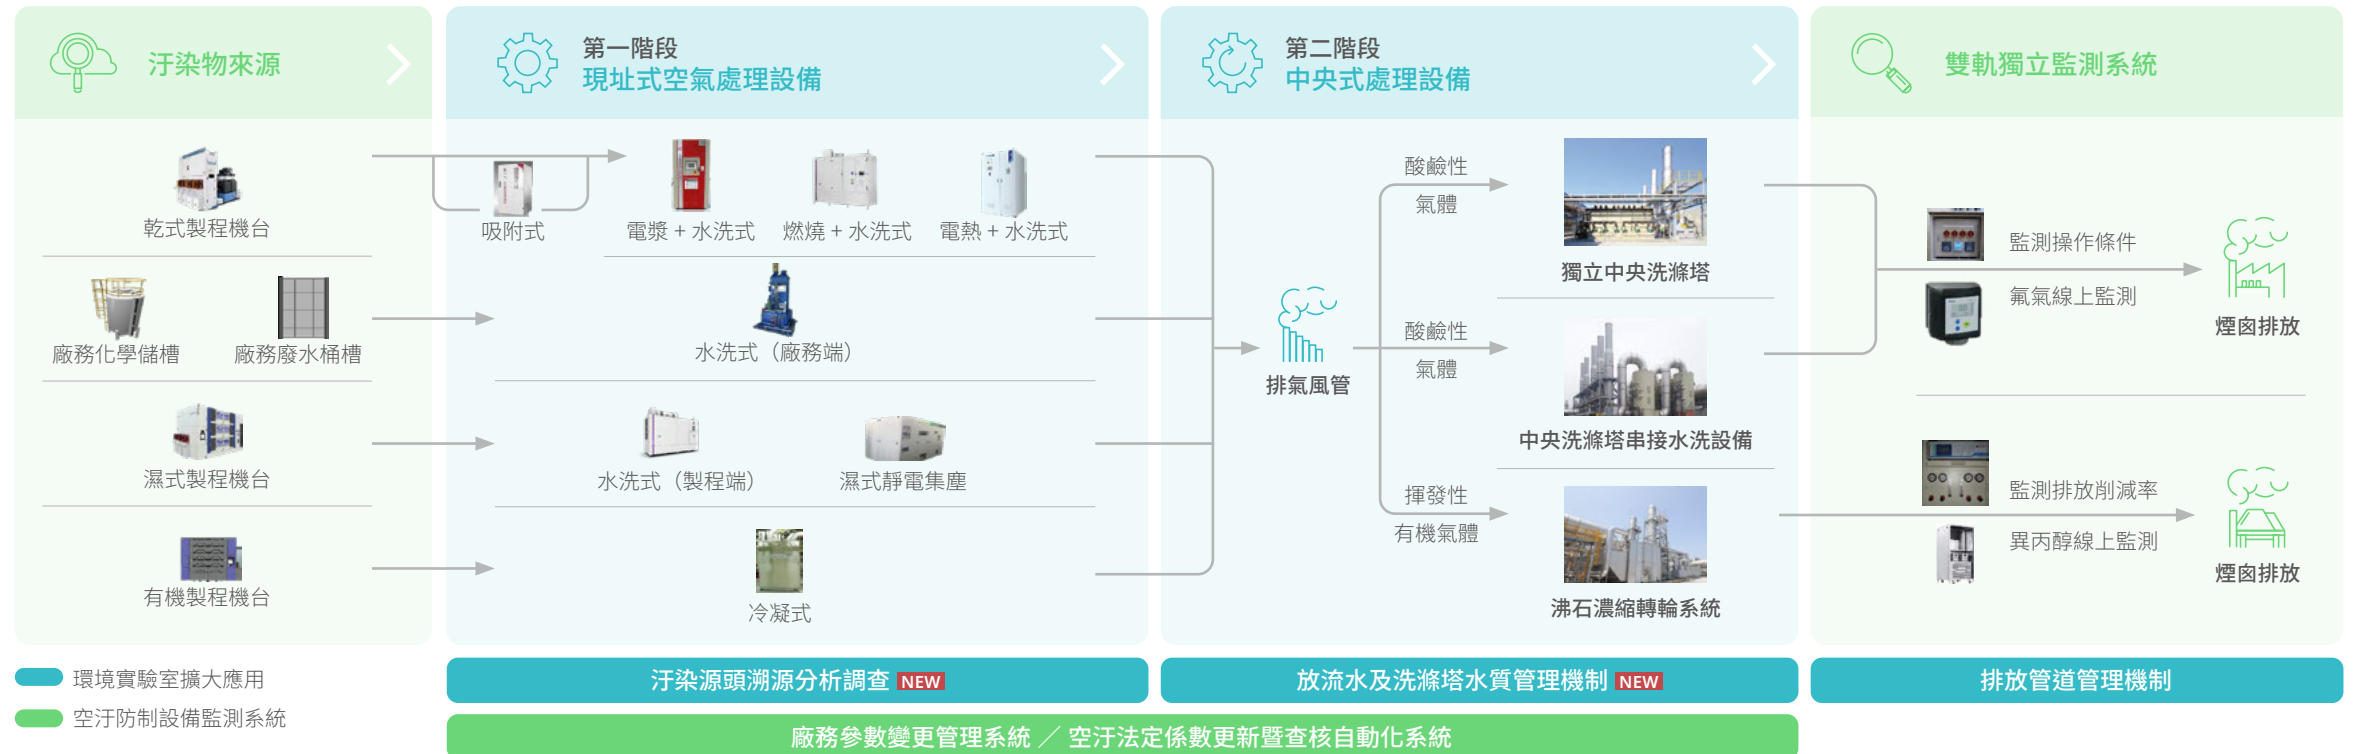 汙染物來源
第一階段
現址式空氣處理設備
第二階段
中央式處理設備
雙軌獨立監測系統
乾式製程機台
吸附式
電漿 + 水洗式
燃燒 + 水洗式
電熱 + 水洗式
廠務化學儲槽
廠務廢水桶槽
水洗式（廠務端）
濕式製程機台
水洗式（製程端）
濕式靜電集塵
有機製程機台
冷凝式
排氣風管
酸鹼性
氣體
獨立中央洗滌塔
酸鹼性
氣體
中央洗滌塔串接水洗設備
揮發性
有機氣體
沸石濃縮轉輪系統
監測操作條件
氟氣線上監測
煙囪排放
監測排放削減率
異丙醇線上監測
煙囪排放
環境實驗室擴大應用
空汙防制設備監測系統
汙染源頭溯源分析調查 NEW
放流水及洗滌塔水質管理機制 NEW
排放管道管理機制
廠務參數變更管理系統 ／ 空汙法定係數更新暨查核自動化系統